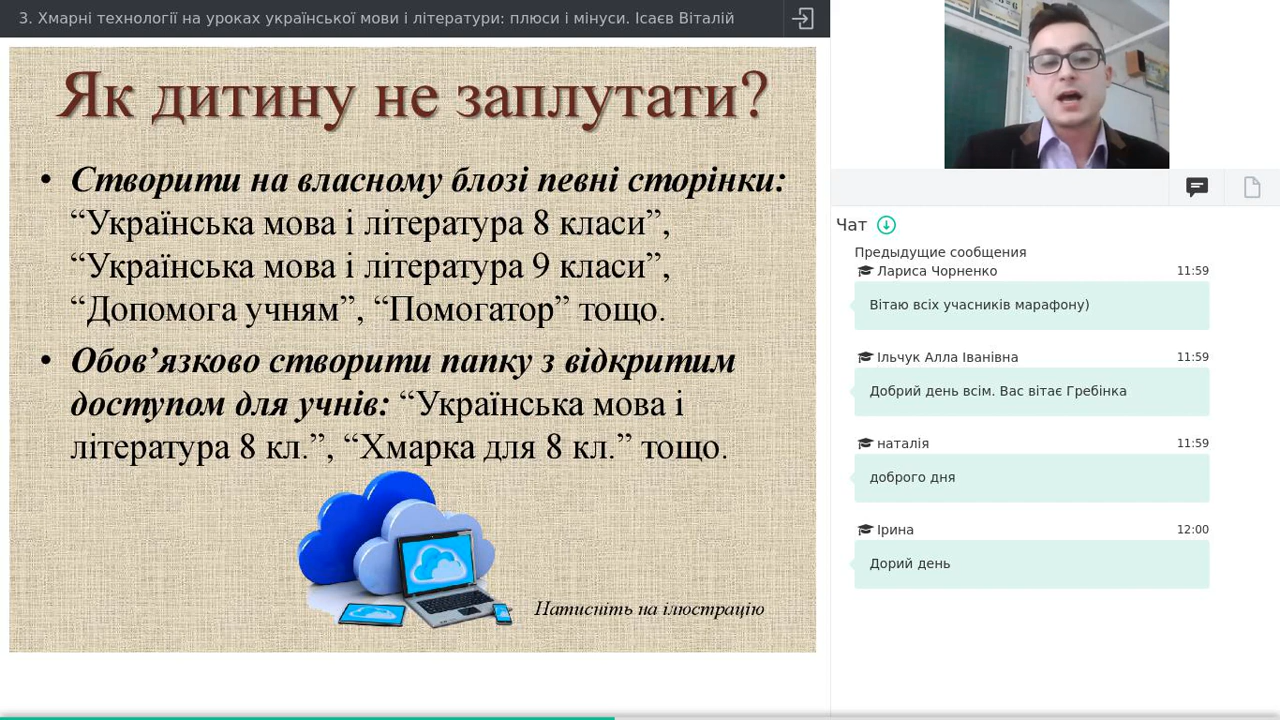 3. Хмарні технології на уроках української мови і літератури: плюси і мінуси. Ісаєв Віталій
Як дитину не заплутати?
• Створити на власному блозі певні сторінки:
“Українська мова і література 8 класи”,
“Українська мова і література 9 класи”,
“Допомога учням”, “Помогатор” тощо.
• Обов’язково створити папку з відкритим
доступом для учнів: “Українська мова і
література 8 кл.”, “Хмарка для 8 кл.” тощо.
Натисніть на ілюстрацію
Чат
Предыдущие сообщения
Лариса Чорненко 11:59
Вітаю всіх учасників марафону)
Ільчук Алла Іванівна 11:59
Добрий день всім. Вас вітає Гребінка
наталія 11:59
доброго дня
Ірина 12:00
Дорий день